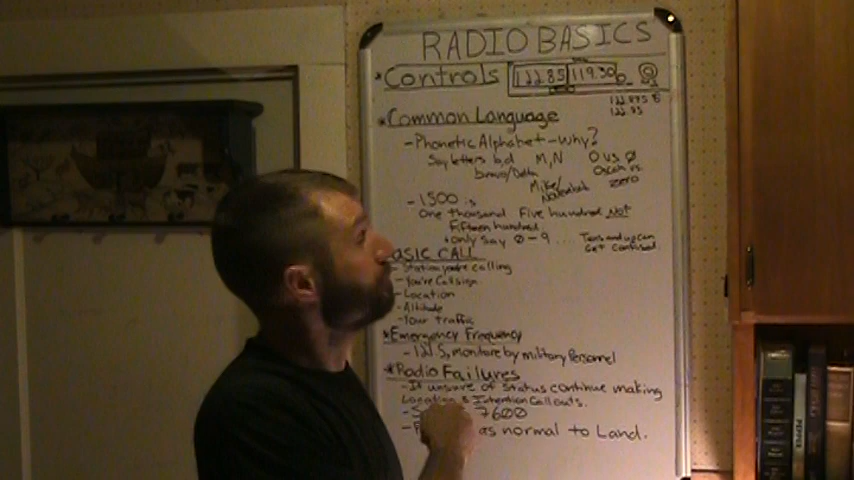 RADIO BASICS
*Controls 122.85 119.30
122.875
122.85
*Common Language
-Phonetic Alphabet-Why?
Say letters b,d M,N O vs Ø
bravo/Delta Mike/ Oscar vs.
zero
-1500 is
One thousand Five hundred Not
Fifteen hundred.
*only say Ø-9 ... Tens and up can
Get confused.
ASIC CALL
-Station you're calling
-You're Callsign
-Location
-Altitude
-Your traffic
*Emergency Frequency
-121.5, monitore by military Personnel
*Radio Failures
-If unsure of status continue making
Location & Intention Callouts.
7600
as normal to Land.